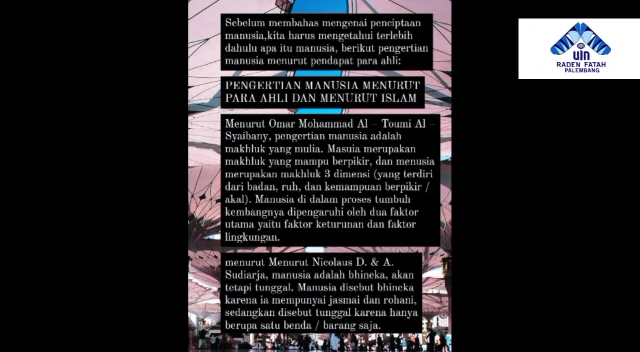 Sebelum membahas mengenai penciptaan
manusia,kita harus mengetahui terlebih
dahulu apa itu manusia, berikut pengertian
manusia menurut pendapat para ahli:
PENGERTIAN MANUSIA MENURUT
PARA AHLI DAN MENURUT ISLAM
Menurut Omar Mohammad Al – Toumi Al –
Syaibany, pengertian manusia adalah
makhluk yang mulia. Masuia merupakan
makhluk yang mampu berpikir, dan menusia
merupakan makhluk 3 dimensi (yang terdiri
dari badan, ruh, dan kemampuan berpikir /
akal). Manusia di dalam proses tumbuh
kembangnya dipengaruhi oleh dua faktor
utama yaitu faktor keturunan dan faktor
lingkungan.
menurut Menurut Nicolaus D. & A.
Sudiarja, manusia adalah bhineka, akan
tetapi tunggal. Manusia disebut bhineka
karena ia mempunyai jasmai dan rohani,
sedangkan disebut tunggal karena hanya
berupa satu benda / barang saja.
uin
RADEN FATAH
PALEMBANG